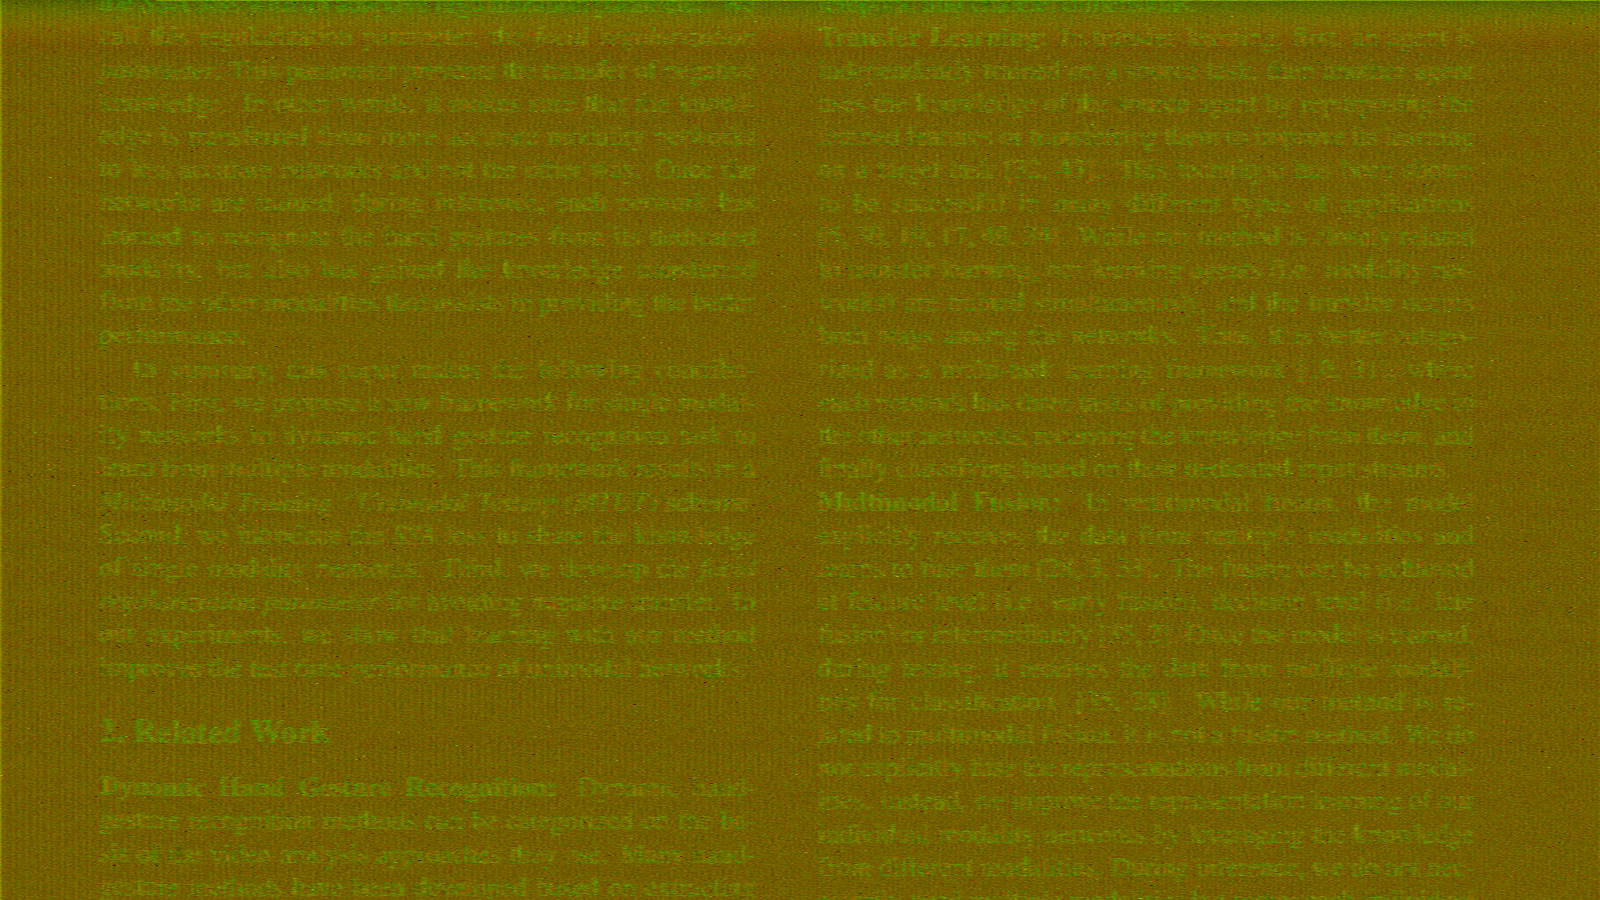 parameter. This parameter prevents the transfer of negative
knowledge. In other words, it makes sure that the knowl-
edge is transferred from more accurate modality networks
to less accurate networks and not the other way. Once the
networks are trained, during inference, each network has
learned to recognize the hand gestures from its dedicated
modality, but also has gained the knowledge transferred
from the other modalities that assists in providing the better
performance.
In summary, this paper makes the following contribu-
tions. First, we propose a new framework for single modal-
ity networks in dynamic hand gesture recognition task to
learn from multiple modalities. This framework results in a
Multimodal Training / Unimodal Testing (MTUT) scheme.
Second, we introduce the SSA loss to share the knowledge
of single modality networks. Third, we develop the focal
regularization parameter for avoiding negative transfer. In
our experiments, we show that learning with our method
improves the test time performance of unimodal networks.
2. Related Work
Dynamic Hand Gesture Recognition: Dynamic hand-
gesture recognition methods can be categorized on the ba-
sis of the video analysis approaches they use. Many hand-
gesture methods have been developed based on extracting
Transfer Learning: In transfer learning, first, an agent is
independently trained on a source task, then another agent
uses the knowledge of the source agent by repurposing the
learned features or transferring them to improve its learning
on a target task
to be successful in many different types of applications
While our method is closely related
to transfer learning, our learning agents (i.e. modality net-
works) are trained simultaneously, and the transfer occurs
both ways among the networks. Thus, it is better catego-
rized as a multi-task learning framework where
each network has three tasks of providing the knowledge to
the other networks, receiving the knowledge from them, and
finally classifying based on their dedicated input streams.
Multimodal Fusion: In multimodal fusion, the model
explicitly receives the data from multiple modalities and
learns to fuse them The fusion can be achieved
at feature level (i.e. early fusion), decision level (i.e. late
fusion) or intermediately Once the model is trained,
during testing, it receives the data from multiple modali-
ties for classification While our method is re-
lated to multimodal fusion, it is not a fusion method. We do
not explicitly fuse the representations from different modal-
ities. Instead, we improve the representation learning of our
individual modality networks by leveraging the knowledge
from different modalities. During inference, we do not nec-